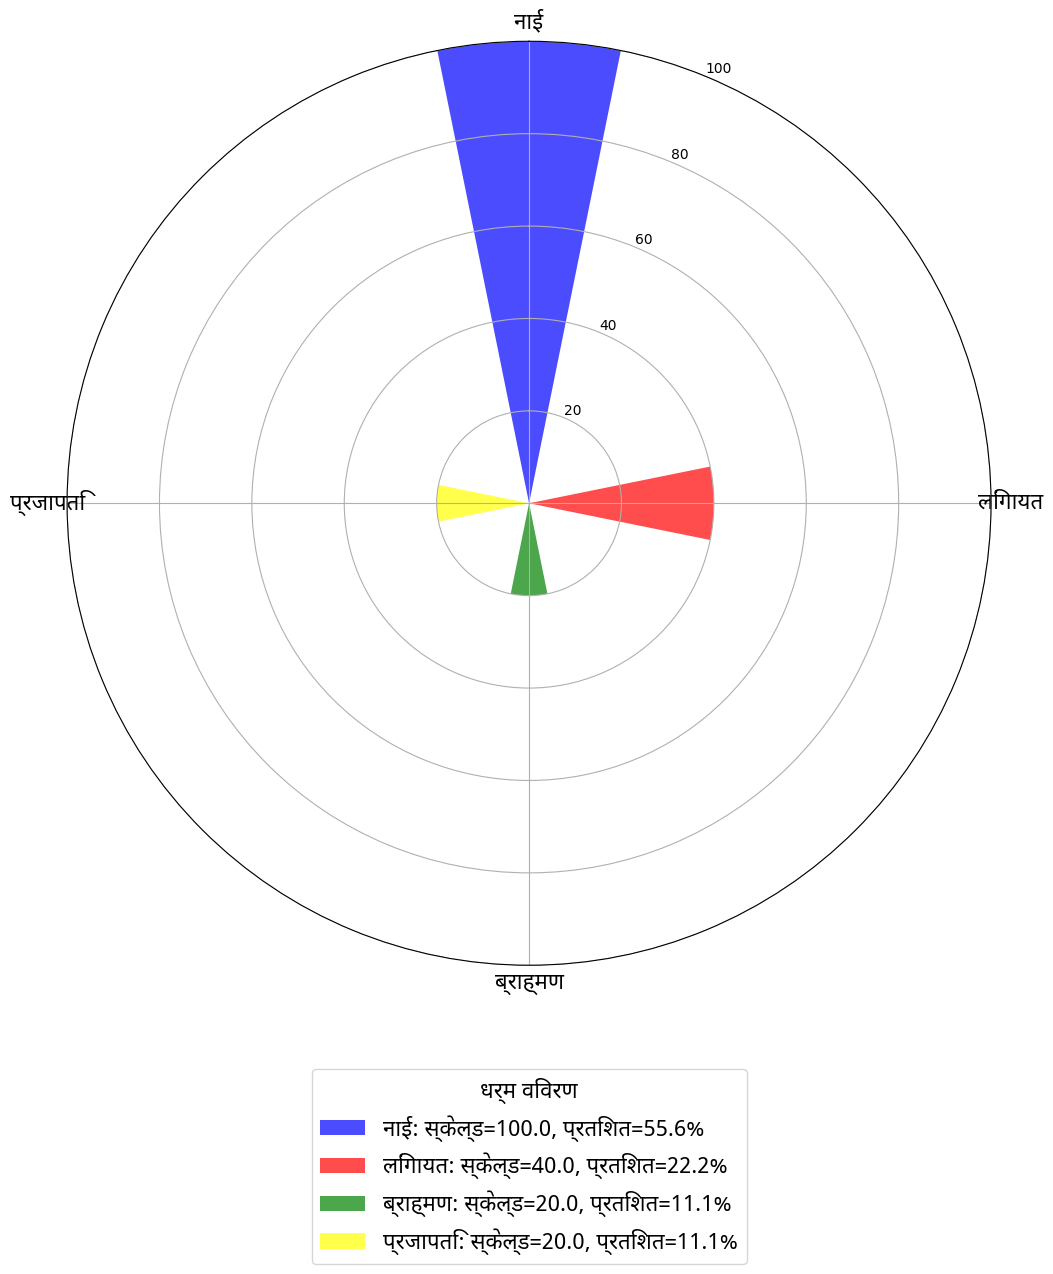 नाई
100
80
60
40
20
प्रजापति
लिंगायत
ब्राह्मण
धर्म विवरण
नाई: स्केल्ड=100.0, प्रतिशत=55.6%
लिगायत: स्केल्ड=40.0, प्रतिशत=22.2%
ब्राह्मण: स्केल्ड=20.0, प्रतिशत=11.1%
प्रजापति: स्केल्ड=20.0, प्रतिशत=11.1%